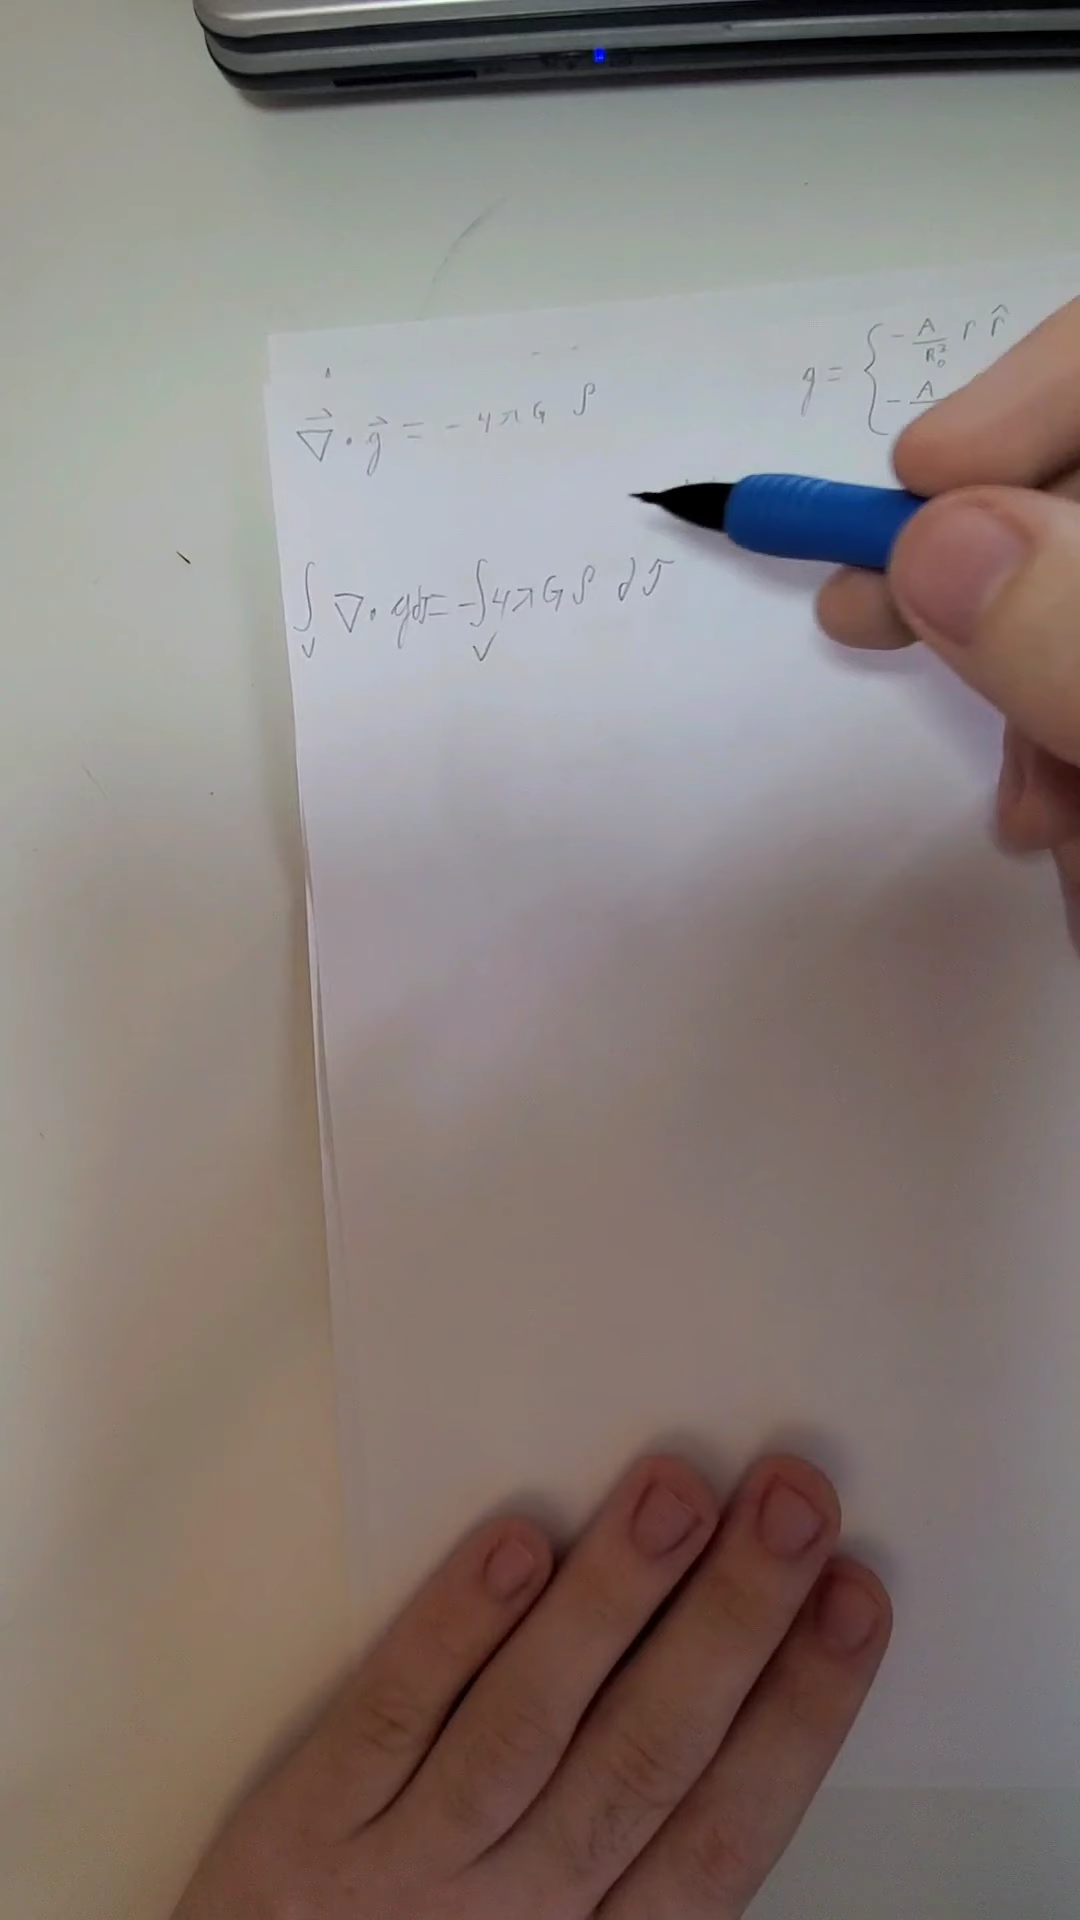 ∇⃗ · g⃗ = - 4πG ρ
g = { - A/R₀² r r̂
- A
∫_V ∇ · g dτ = -∫_V 4πG ρ dτ